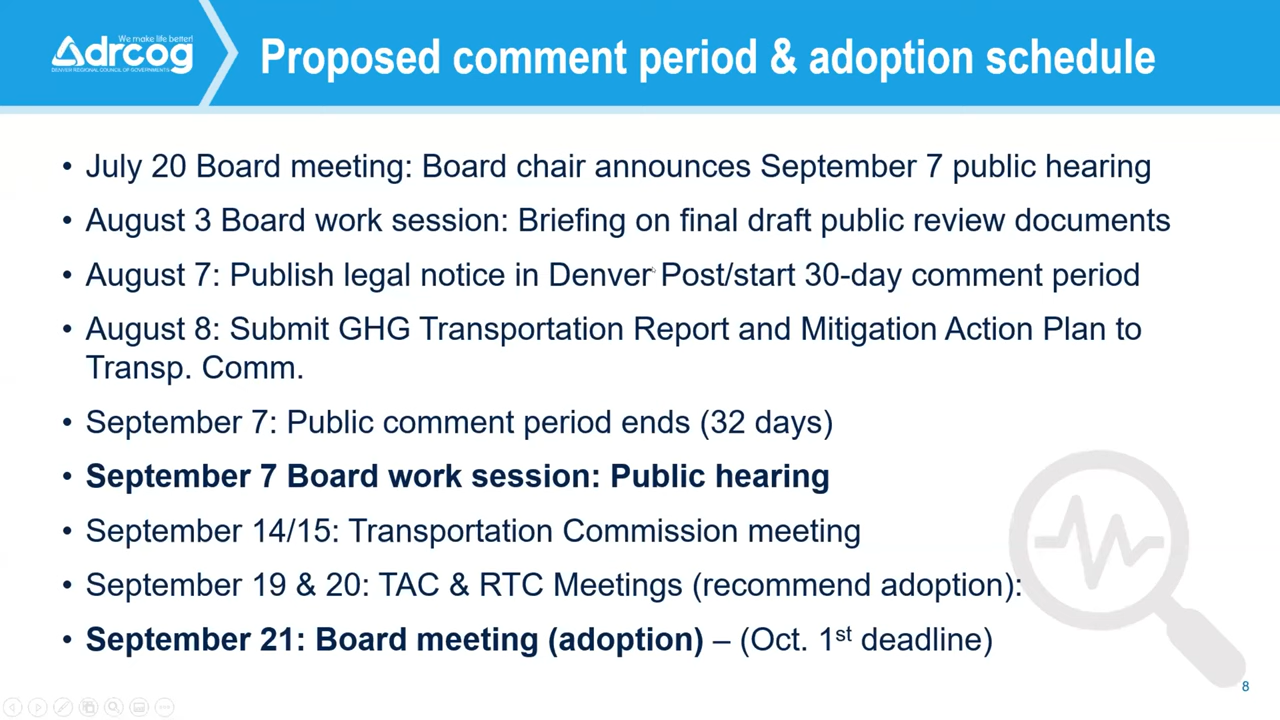 We make life better!
drcog
DENVER REGIONAL COUNCIL OF GOVERNMENTS
Proposed comment period & adoption schedule
• July 20 Board meeting: Board chair announces September 7 public hearing
• August 3 Board work session: Briefing on final draft public review documents
• August 7: Publish legal notice in Denver Post/start 30-day comment period
• August 8: Submit GHG Transportation Report and Mitigation Action Plan to
Transp. Comm.
• September 7: Public comment period ends (32 days)
• September 7 Board work session: Public hearing
• September 14/15: Transportation Commission meeting
• September 19 & 20: TAC & RTC Meetings (recommend adoption):
• September 21: Board meeting (adoption) – (Oct. 1st deadline)
8